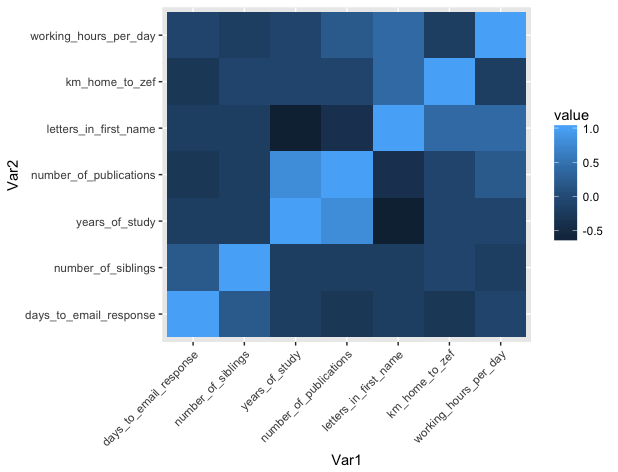 working_hours_per_day
km_home_to_zef
letters_in_first_name
number_of_publications
years_of_study
number_of_siblings
days_to_email_response
Var2
days_to_email_response
number_of_siblings
years_of_study
number_of_publications
letters_in_first_name
km_home_to_zef
working_hours_per_day
Var1
value
1.0
0.5
0.0
-0.5